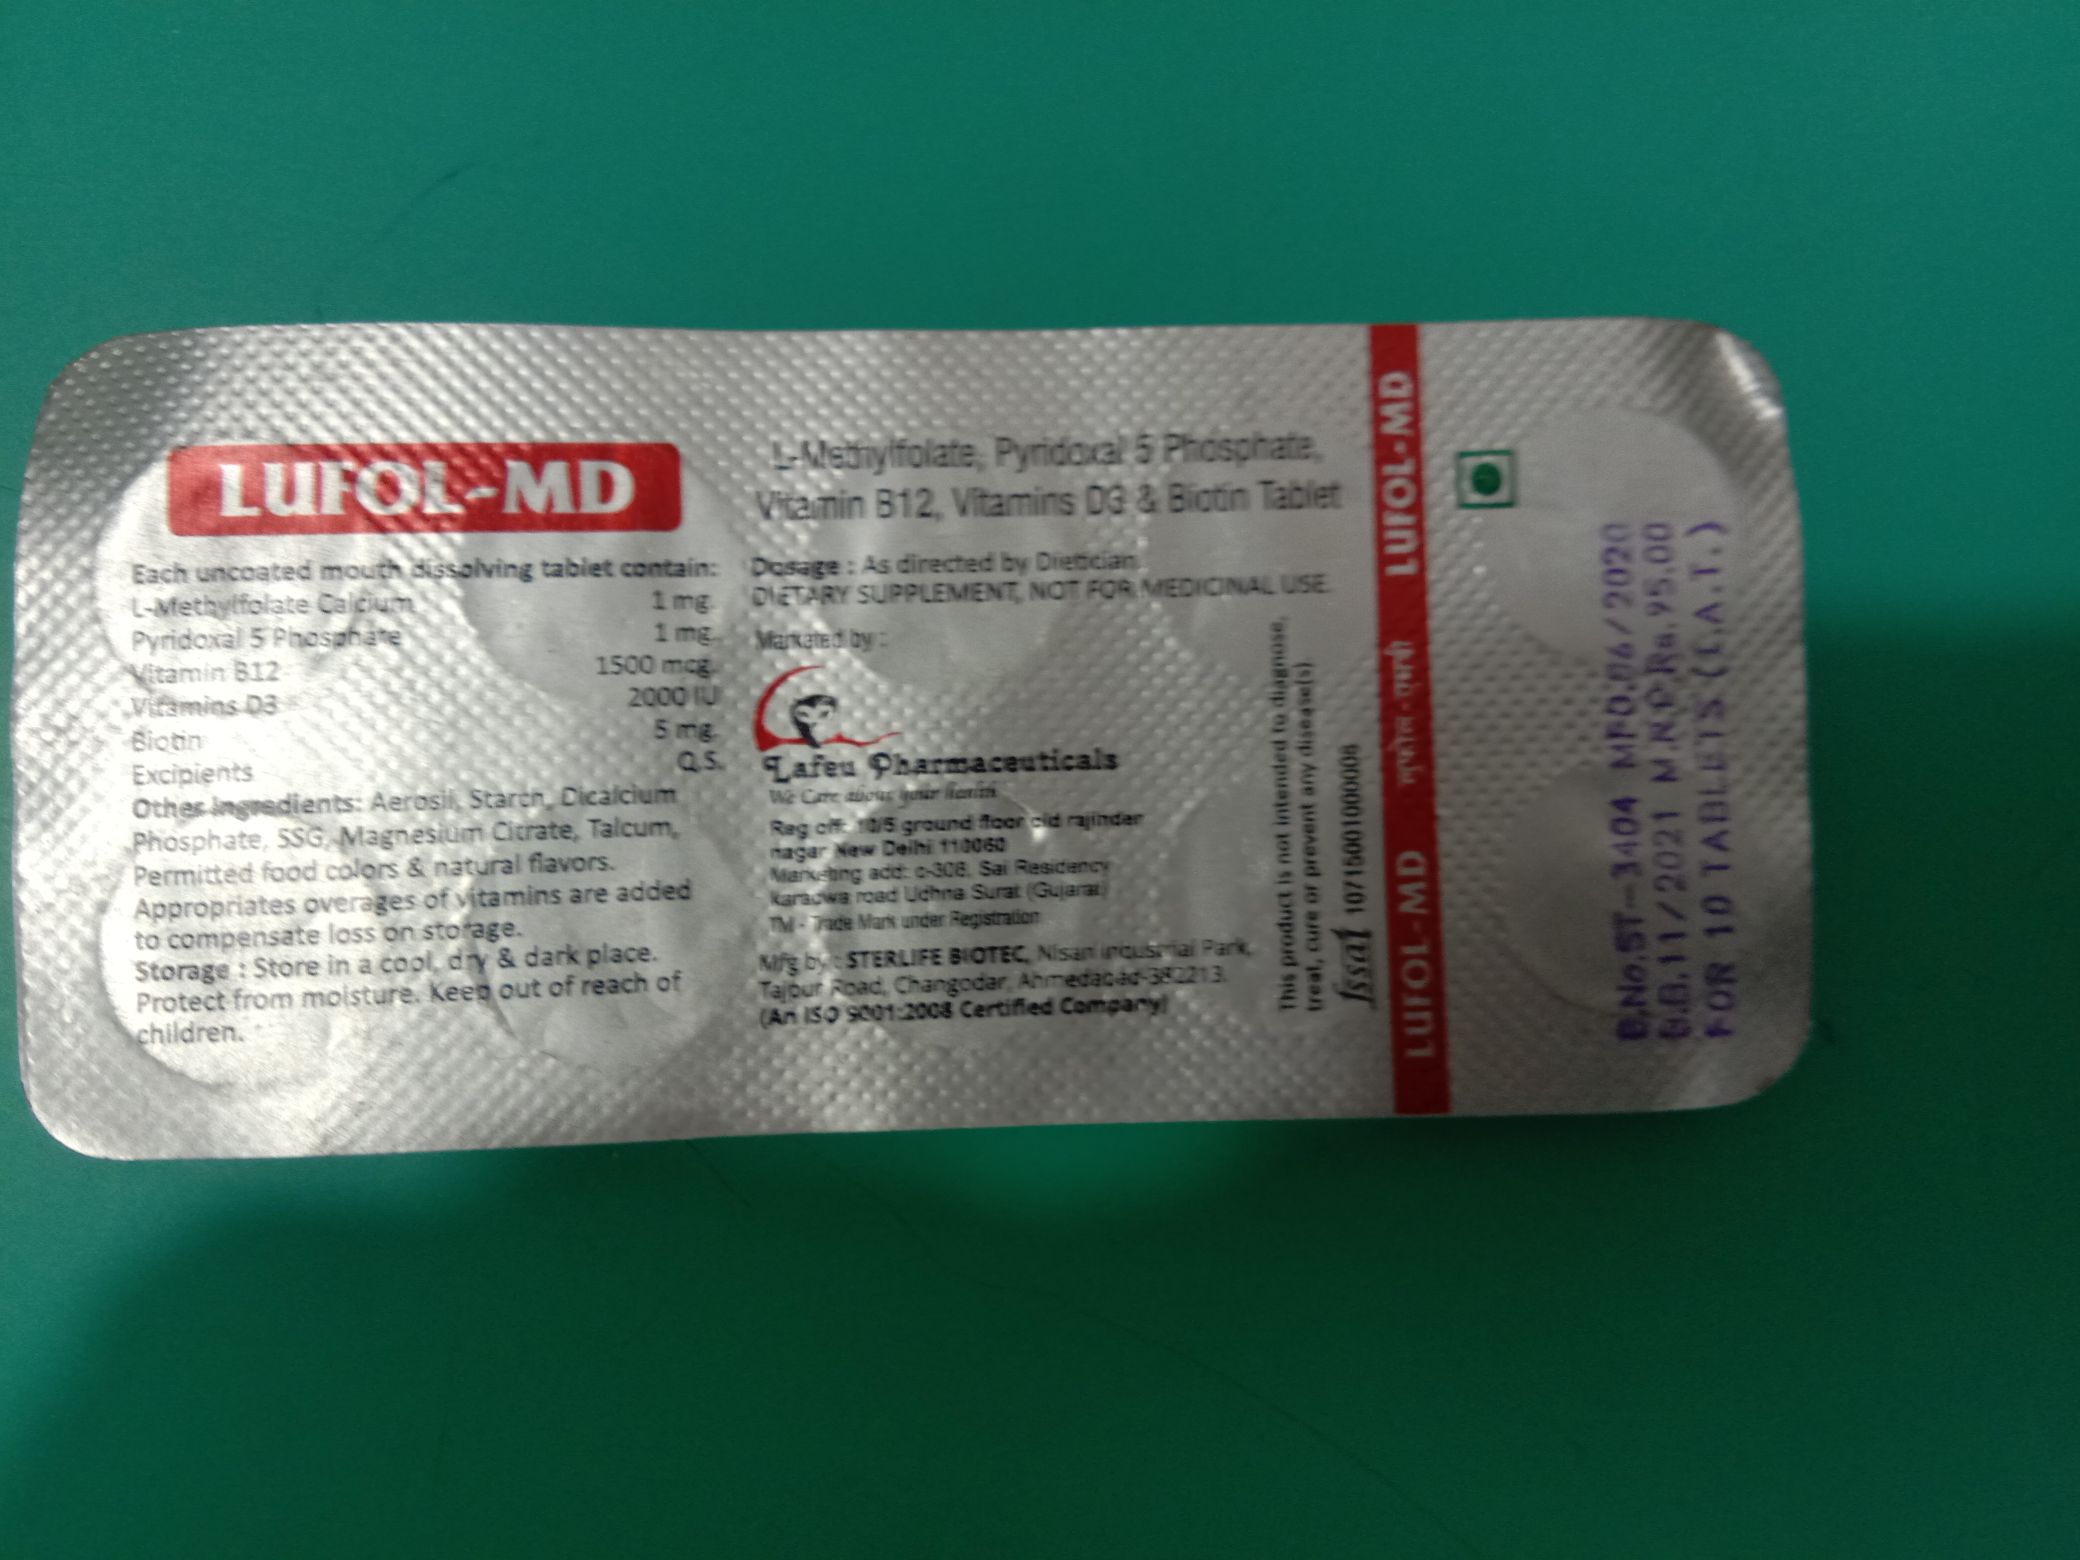 LUFOL-MD
Each uncoated mouth dissolving tablet contain:
L-Methylfolate Calcium 1 mg.
Pyridoxal 5 Phosphate 1 mg.
Vitamin B12 1500 mcg.
Vitamins D3 2000 IU
Biotin 5 mg.
Excipients Q.S.
Other Ingredients: Aerosil, Starch, Dicalcium
Phosphate, SSG, Magnesium Citrate, Talcum,
Permitted food colors & natural flavors.
Appropriates overages of vitamins are added
to compensate loss on storage.
Storage : Store in a cool, dry & dark place.
Protect from moisture. Keep out of reach of
children.
L-Methylfolate, Pyridoxal 5 Phosphate,
Vitamin B12, Vitamins D3 & Biotin Tablet
Dosage : As directed by Dietician.
DIETARY SUPPLEMENT, NOT FOR MEDICINAL USE.
Markated by :
Lafeu Pharmaceuticals
We Care about your health
Reg off: 10/5 ground floor old rajinder
nagar New Delhi 110060
Marketing add: c-308, Sai Residency
karadwa road Udhna Surat (Gujarat)
TM - Trade Mark under Registration
Mfg by : STERLIFE BIOTEC, Nisan industrial Park,
Tajpur Road, Changodar, Ahmedabad-382213.
(An ISO 9001:2008 Certified Company)
This product is not intended to diagnose,
treat, cure or prevent any disease(s)
fssai 10715001000008
LUFOL-MD लुफोल-एमडी LUFOL-MD
B.No.ST-3404 MFD.06/2020
B.B.11/2021 M.R.P.Rs.95.00
FOR 10 TABLETS (I.A.T.)